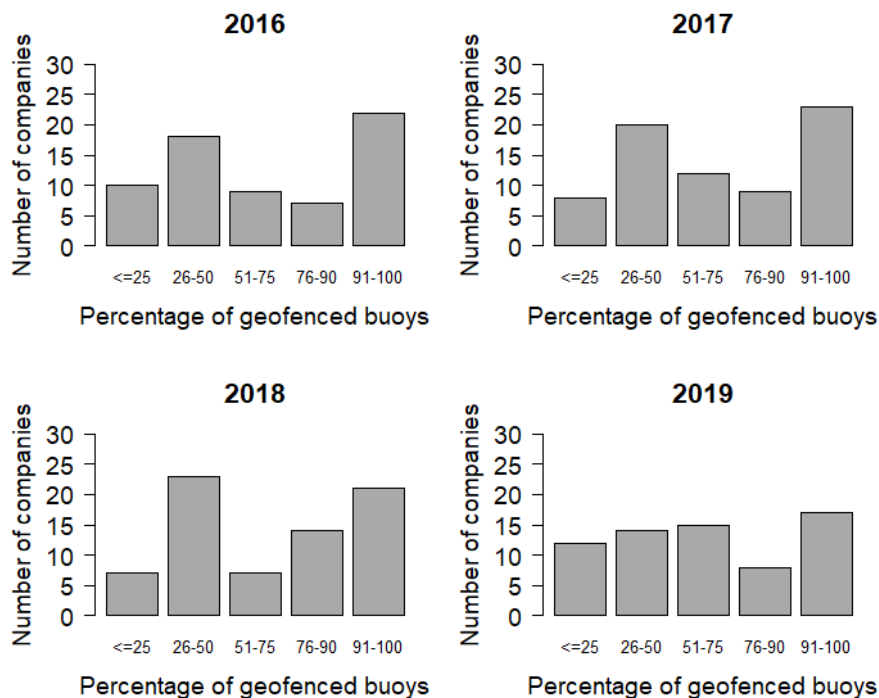 2016
Number of companies
30
25
20
15
10
5
0
<=25 26-50 51-75 76-90 91-100
Percentage of geofenced buoys
2017
Number of companies
30
25
20
15
10
5
0
<=25 26-50 51-75 76-90 91-100
Percentage of geofenced buoys
2018
Number of companies
30
25
20
15
10
5
0
<=25 26-50 51-75 76-90 91-100
Percentage of geofenced buoys
2019
Number of companies
30
25
20
15
10
5
0
<=25 26-50 51-75 76-90 91-100
Percentage of geofenced buoys